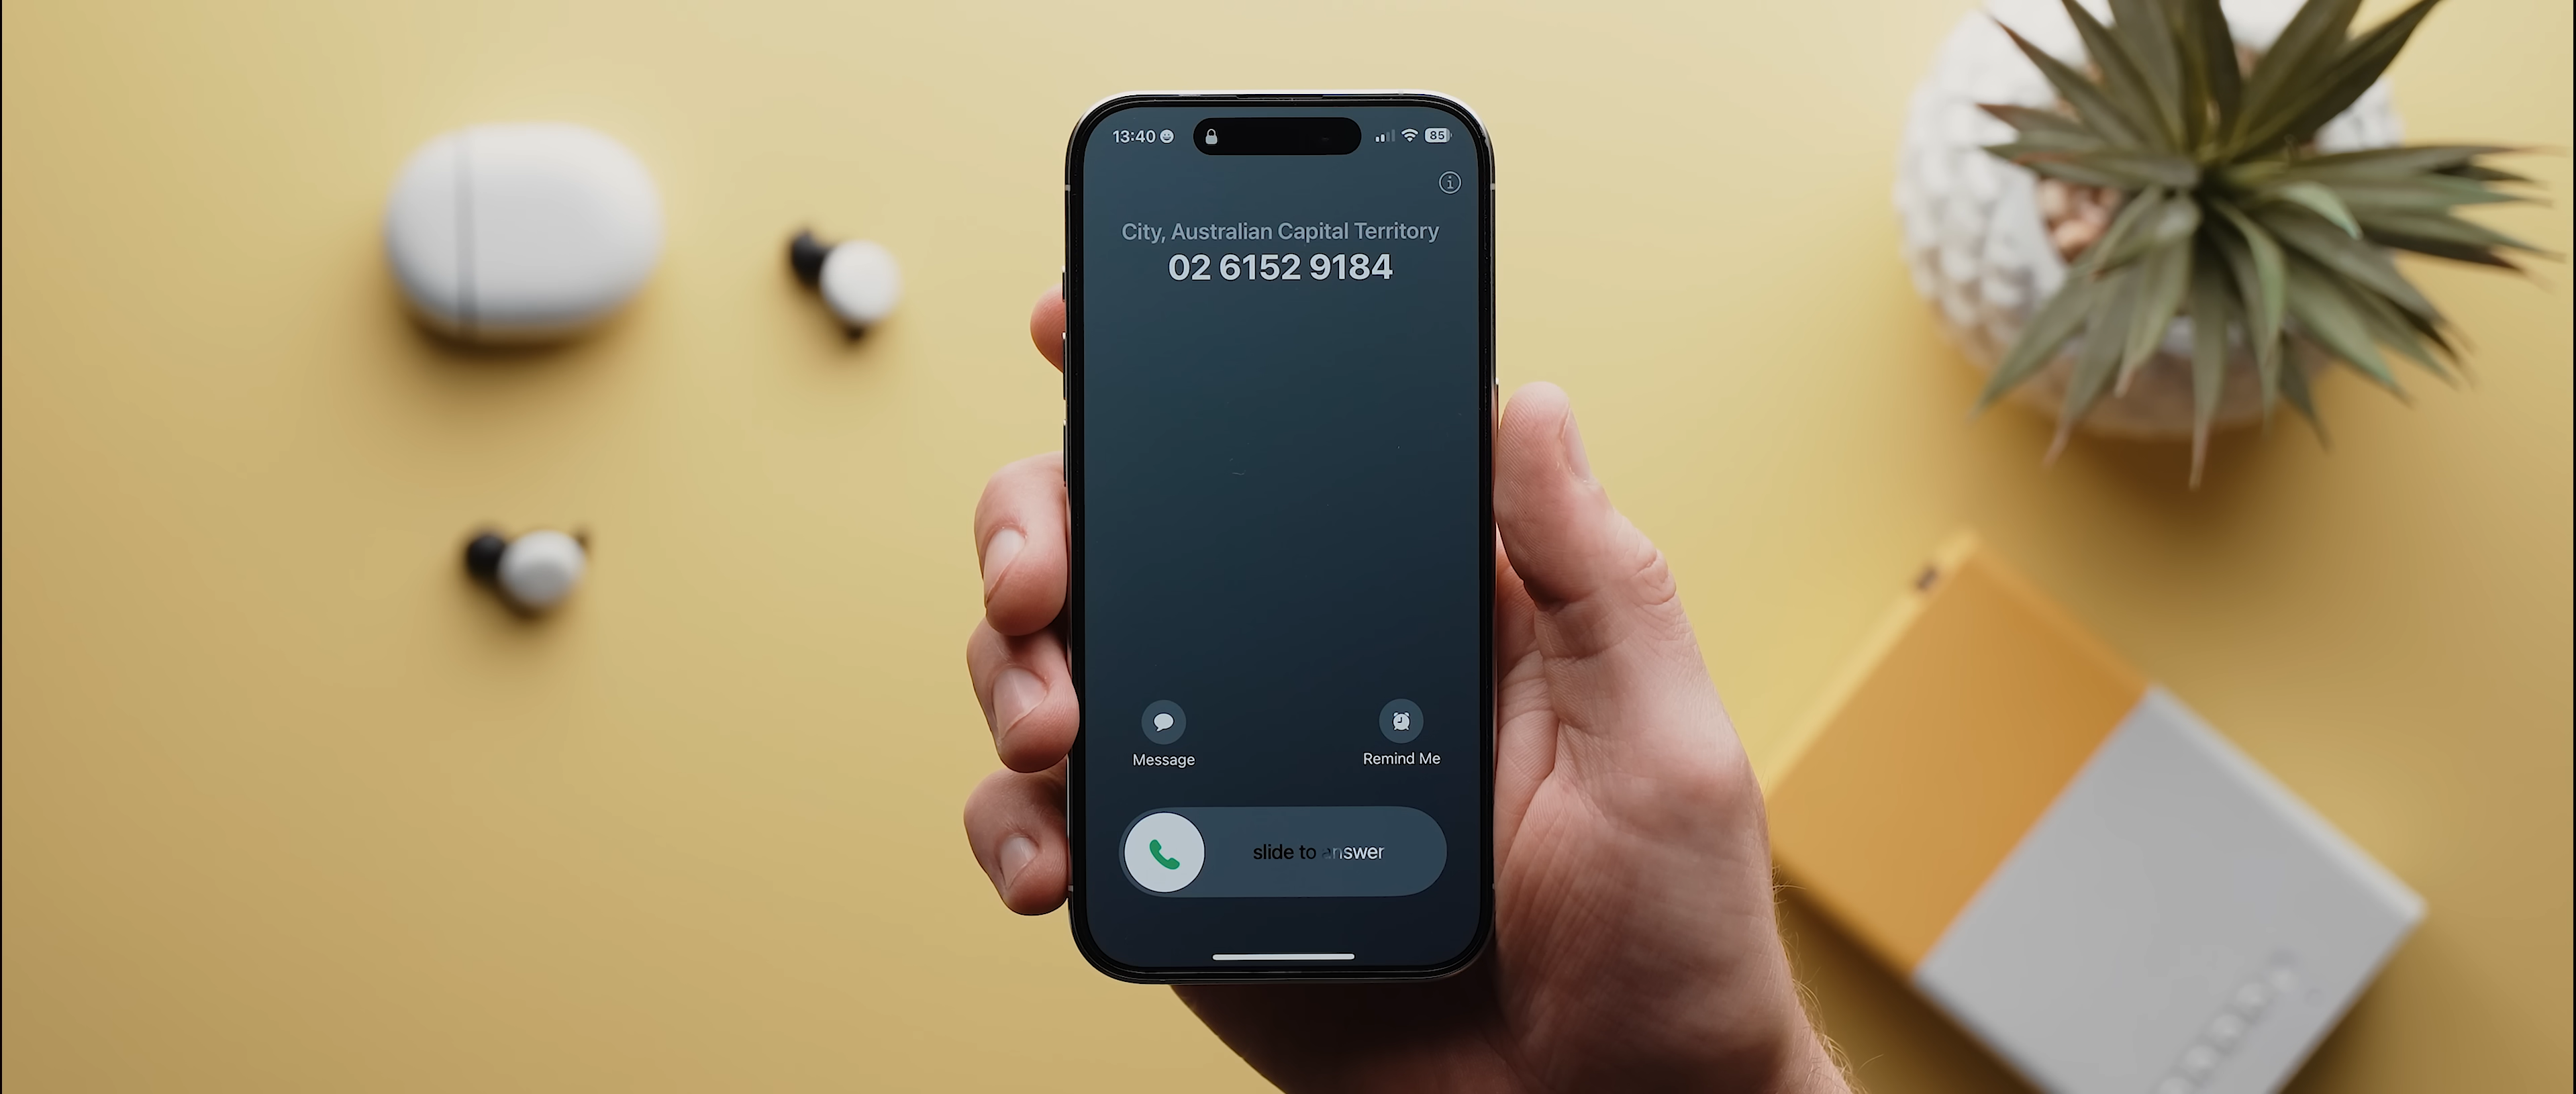 13:40
85
City, Australian Capital Territory
02 6152 9184
Message
Remind Me
slide to answer